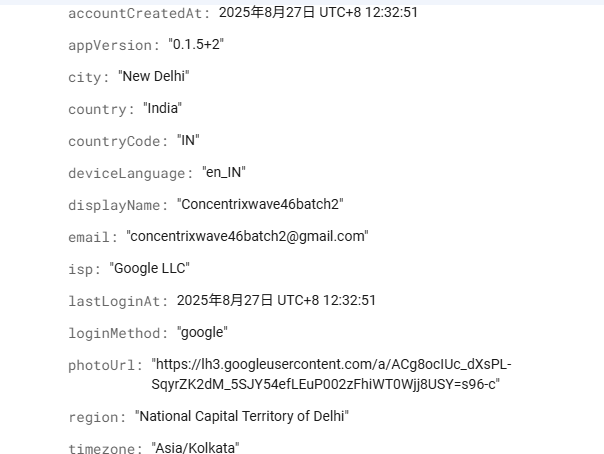 accountCreatedAt: 2025年8月27日 UTC+8 12:32:51
appVersion: "0.1.5+2"
city: "New Delhi"
country: "India"
countryCode: "IN"
deviceLanguage: "en_IN"
displayName: "Concentrixwave46batch2"
email: "concentrixwave46batch2@gmail.com"
isp: "Google LLC"
lastLoginAt: 2025年8月27日 UTC+8 12:32:51
loginMethod: "google"
photoUrl: "https://lh3.googleusercontent.com/a/ACg8ocIUc_dXsPL-
SqyrZK2dM_5SJY54efLEuP002zFhiWT0Wjj8USY=s96-c"
region: "National Capital Territory of Delhi"
timezone: "Asia/Kolkata"